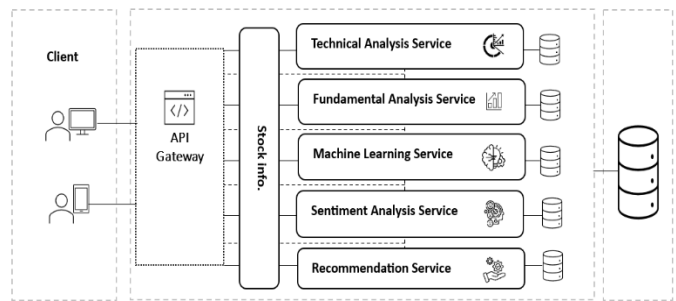 Client
API
Gateway
Stock info.
Technical Analysis Service
Fundamental Analysis Service
Machine Learning Service
Sentiment Analysis Service
Recommendation Service